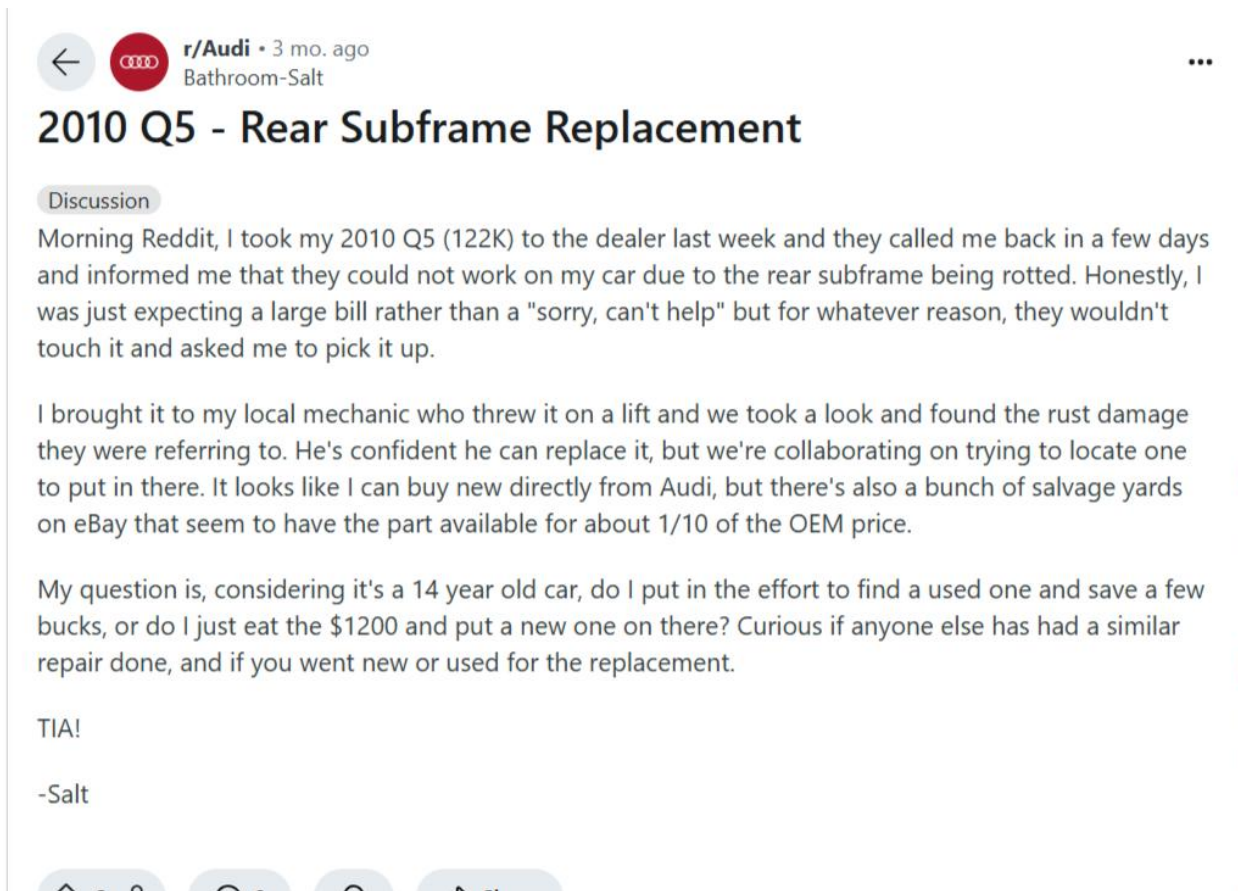 r/Audi • 3 mo. ago
Bathroom-Salt
2010 Q5 - Rear Subframe Replacement
Discussion
Morning Reddit, I took my 2010 Q5 (122K) to the dealer last week and they called me back in a few days
and informed me that they could not work on my car due to the rear subframe being rotted. Honestly, I
was just expecting a large bill rather than a "sorry, can't help" but for whatever reason, they wouldn't
touch it and asked me to pick it up.
I brought it to my local mechanic who threw it on a lift and we took a look and found the rust damage
they were referring to. He's confident he can replace it, but we're collaborating on trying to locate one
to put in there. It looks like I can buy new directly from Audi, but there's also a bunch of salvage yards
on eBay that seem to have the part available for about 1/10 of the OEM price.
My question is, considering it's a 14 year old car, do I put in the effort to find a used one and save a few
bucks, or do I just eat the $1200 and put a new one on there? Curious if anyone else has had a similar
repair done, and if you went new or used for the replacement.
TIA!
-Salt